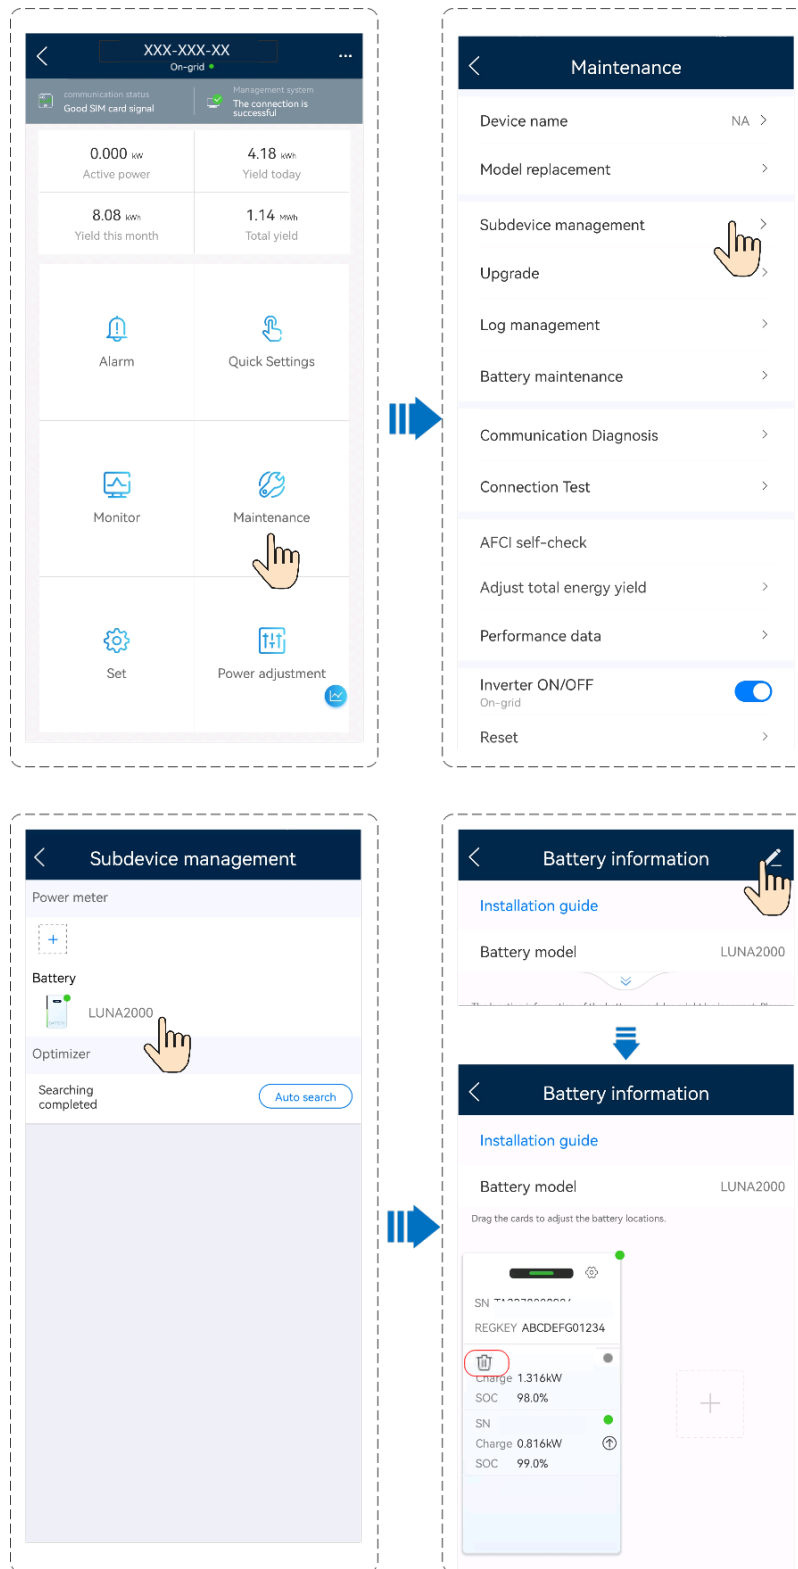 XXX-XXX-XX
On-grid
communication status
Good SIM card signal
Management system
The connection is
successful
0.000 kW
Active power
4.18 kWh
Yield today
8.08 kWh
Yield this month
1.14 MWh
Total yield
Alarm
Quick Settings
Monitor
Maintenance
Set
Power adjustment
Maintenance
Device name NA
Model replacement
Subdevice management
Upgrade
Log management
Battery maintenance
Communication Diagnosis
Connection Test
AFCI self-check
Adjust total energy yield
Performance data
Inverter ON/OFF
On-grid
Reset
Subdevice management
Power meter
Battery
LUNA2000
Optimizer
Searching
completed
Auto search
Battery information
Installation guide
Battery model LUNA2000
Battery information
Installation guide
Battery model LUNA2000
Drag the cards to adjust the battery locations.
SN
REGKEY ABCDEFG01234
Charge 1.316kW
SOC 98.0%
SN
Charge 0.816kW
SOC 99.0%